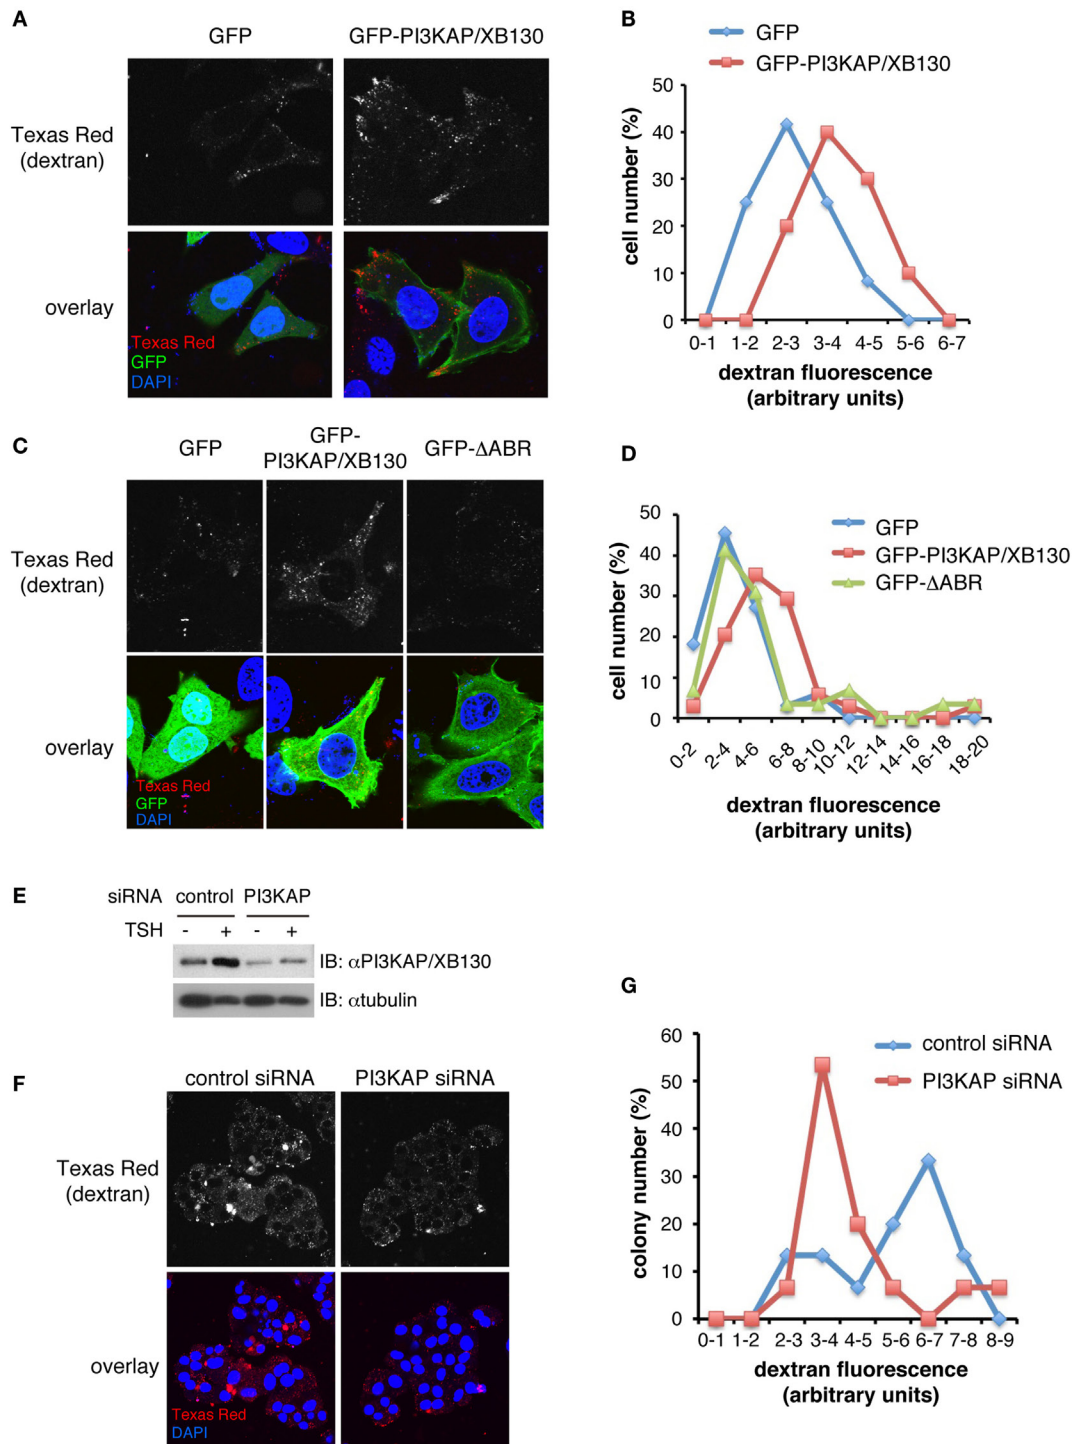 A
GFP
GFP-PI3KAP/XB130
Texas Red
(dextran)
overlay
Texas Red
GFP
DAPI
B
GFP
GFP-PI3KAP/XB130
cell number (%)
50
40
30
20
10
0
0-1 1-2 2-3 3-4 4-5 5-6 6-7
dextran fluorescence
(arbitrary units)
C
GFP
GFP-
PI3KAP/XB130
GFP-ΔABR
Texas Red
(dextran)
overlay
Texas Red
GFP
DAPI
D
GFP
GFP-PI3KAP/XB130
GFP-ΔABR
cell number (%)
50
40
30
20
10
0
0-2 2-4 4-6 6-8 8-10 10-12 12-14 14-16 16-18 18-20
dextran fluorescence
(arbitrary units)
E
siRNA control PI3KAP
TSH - + - +
IB: αPI3KAP/XB130
IB: αtubulin
F
control siRNA
PI3KAP siRNA
Texas Red
(dextran)
overlay
Texas Red
DAPI
G
control siRNA
PI3KAP siRNA
colony number (%)
60
50
40
30
20
10
0
0-1 1-2 2-3 3-4 4-5 5-6 6-7 7-8 8-9
dextran fluorescence
(arbitrary units)